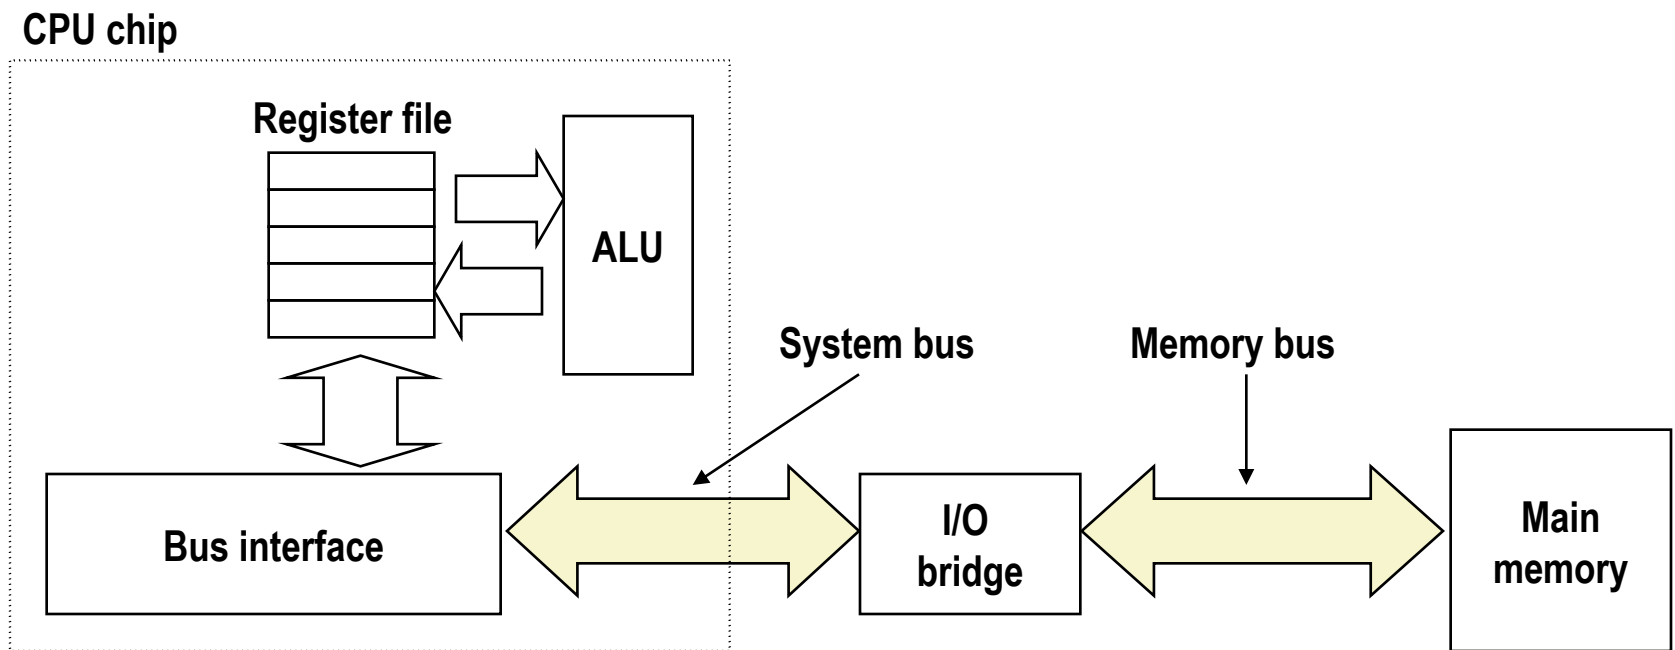 CPU chip
Register file
ALU
System bus
Memory bus
Bus interface
I/O
bridge
Main
memory